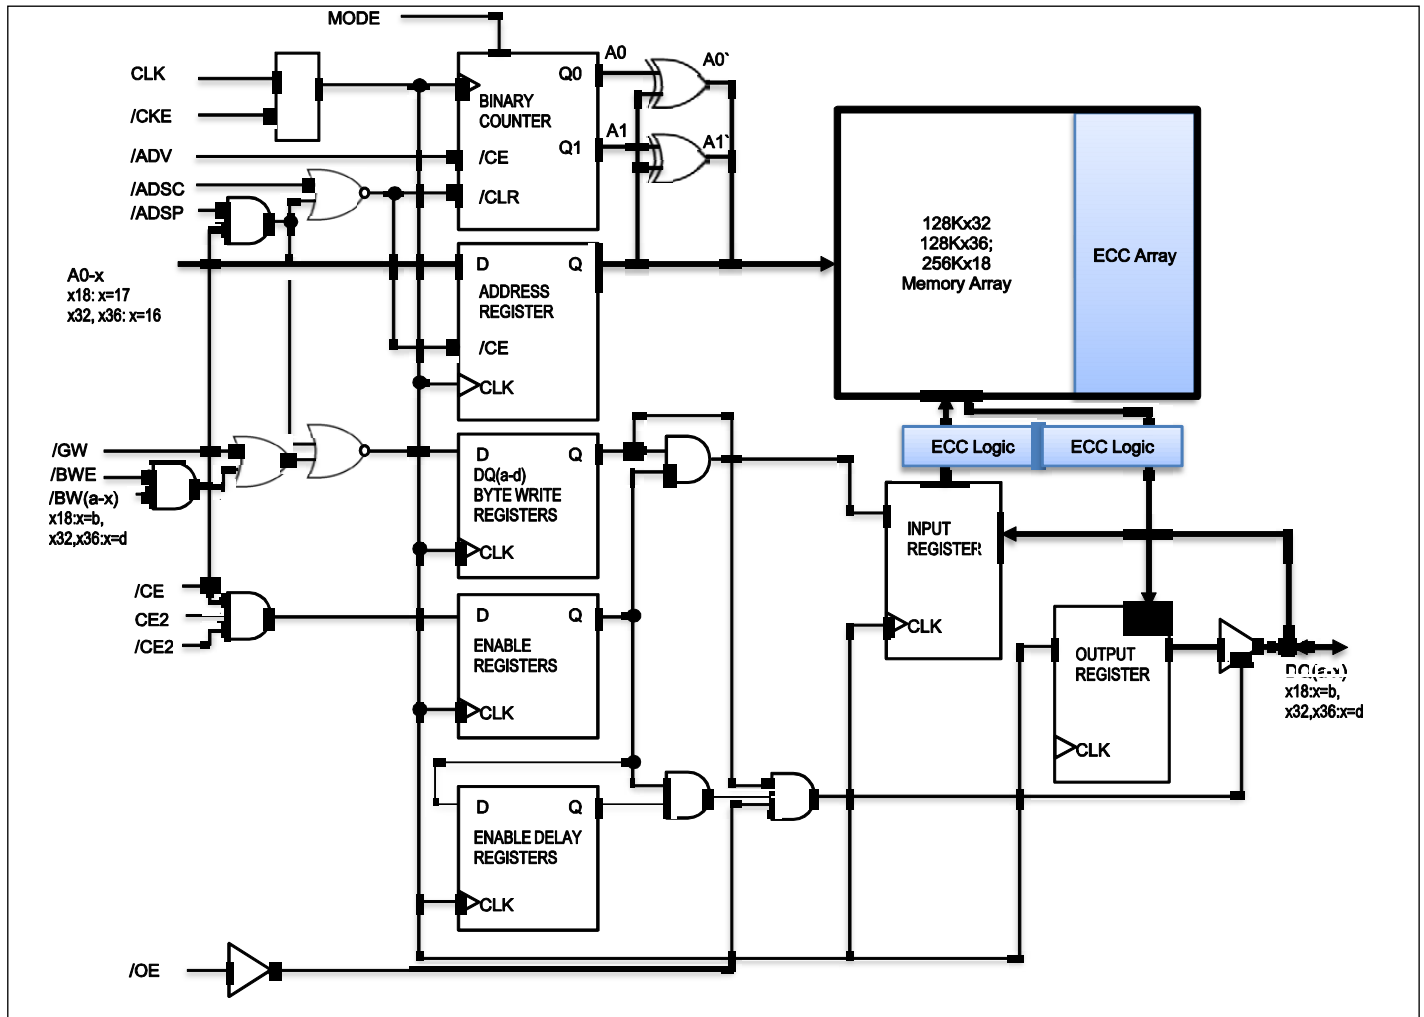 MODE
CLK
/CKE
/ADV
/ADSC
/ADSP
A0-x
x18: x=17
x32, x36: x=16
/GW
/BWE
/BW(a-x)
x18:x=b,
x32,x36:x=d
/CE
CE2
/CE2
/OE
Q0
BINARY
COUNTER
Q1
/CE
/CLR
A0
A0`
A1
A1`
D Q
ADDRESS
REGISTER
/CE
CLK
D Q
DQ(a-d)
BYTE WRITE
REGISTERS
CLK
D Q
ENABLE
REGISTERS
CLK
D Q
ENABLE DELAY
REGISTERS
CLK
128Kx32
128Kx36;
256Kx18
Memory Array
ECC Array
ECC Logic
ECC Logic
INPUT
REGISTER
CLK
OUTPUT
REGISTER
CLK
DQ(a-x)
x18:x=b,
x32,x36:x=d